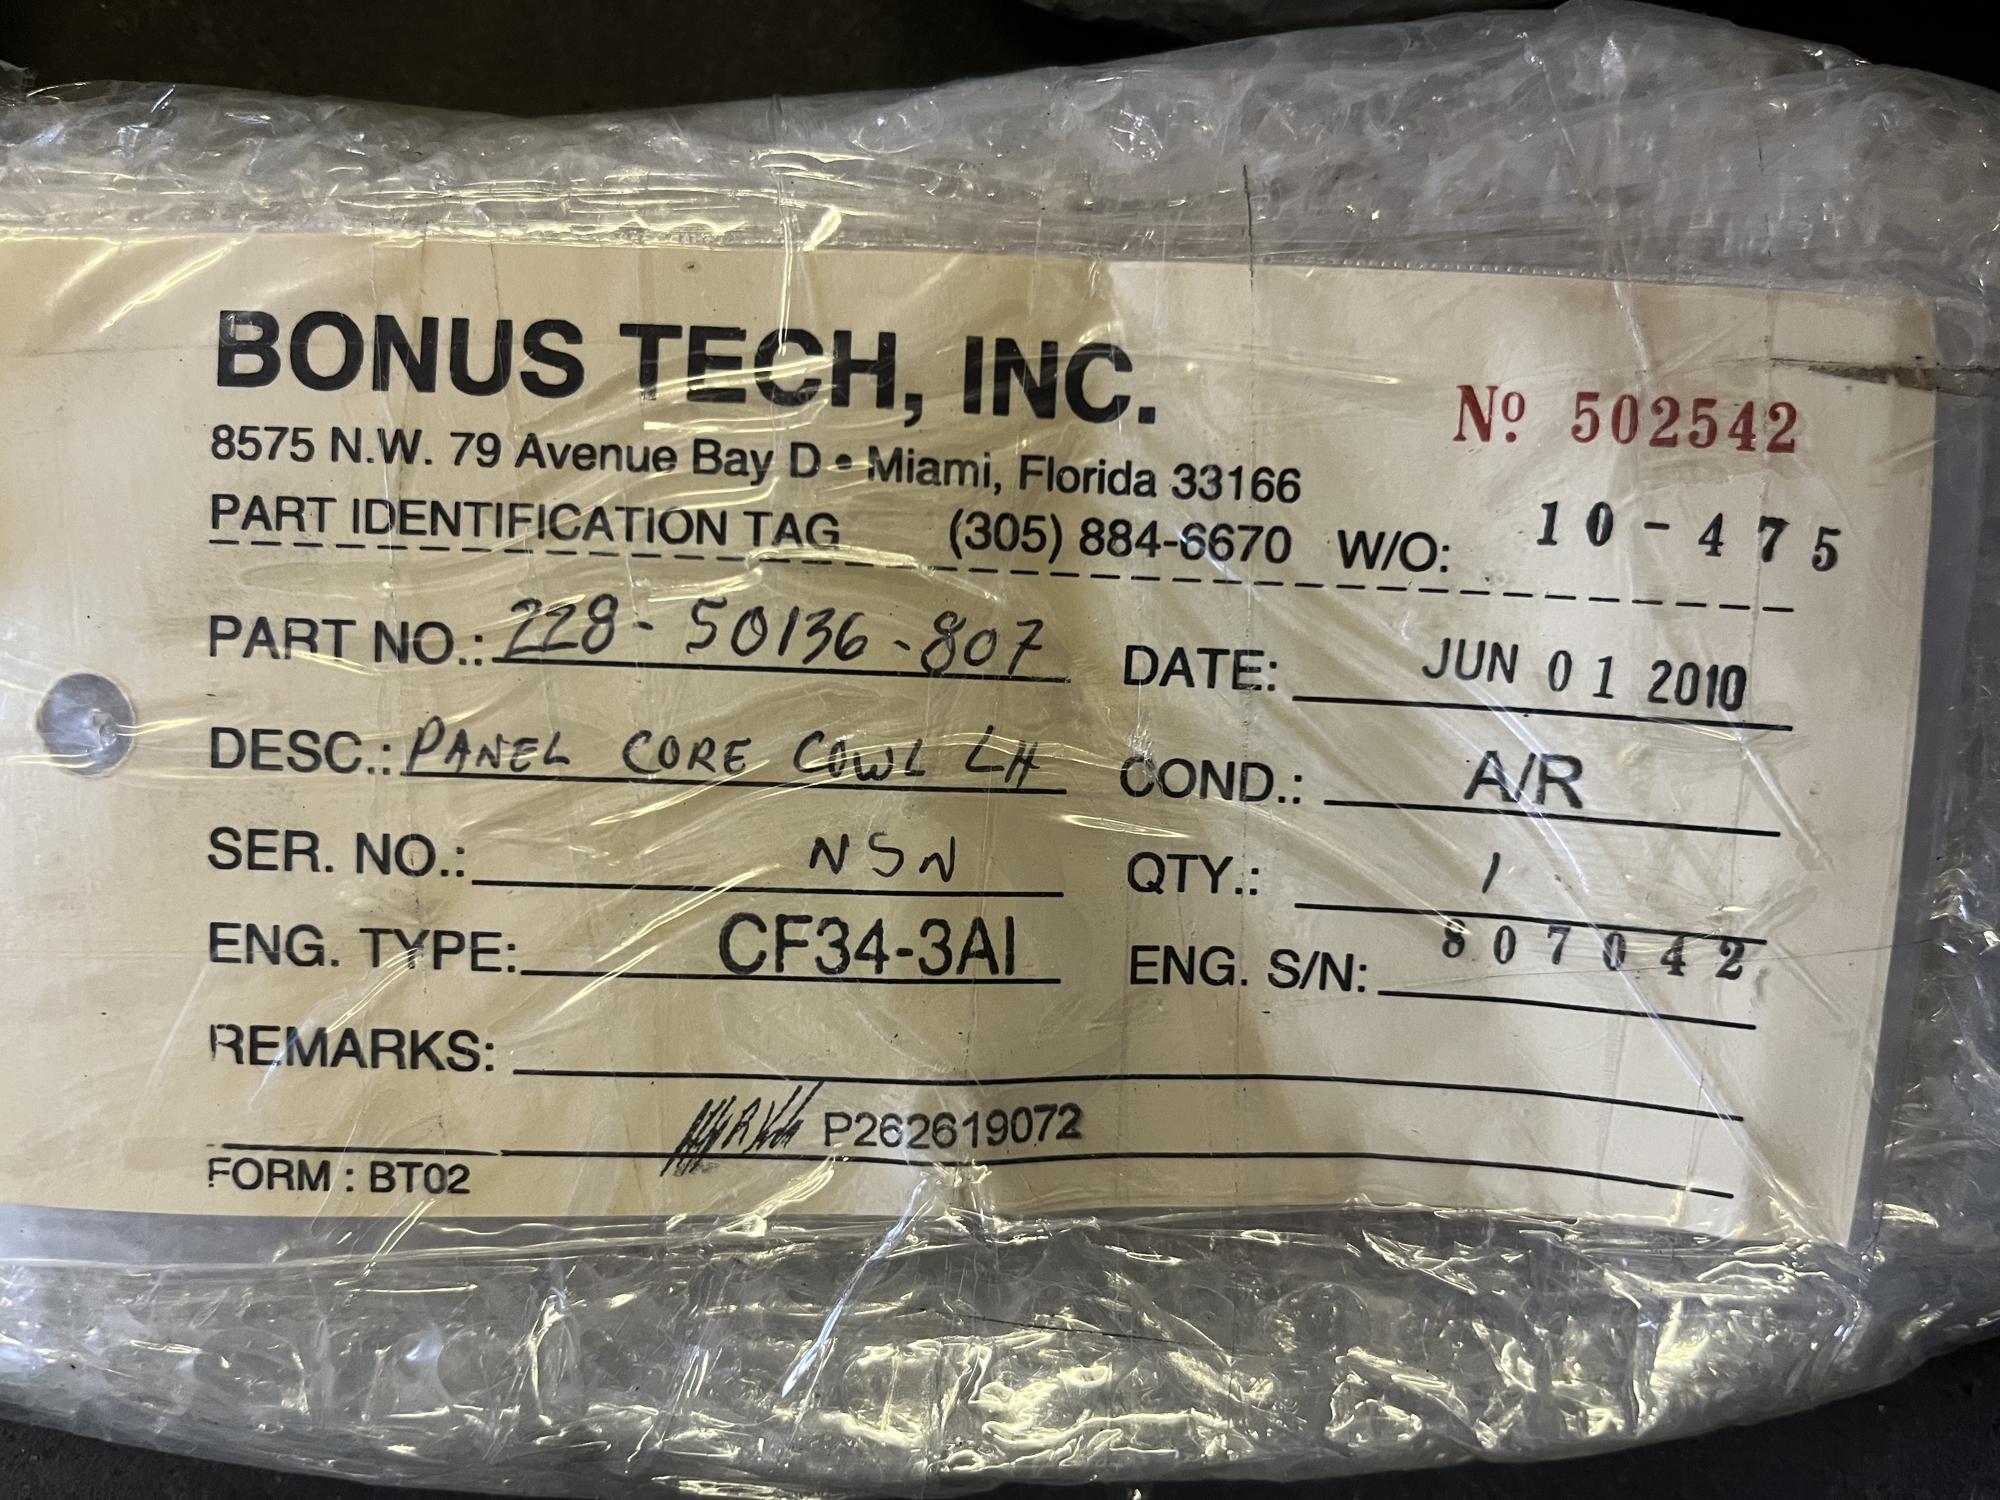 BONUS TECH, INC.
Nº 502542
8575 N.W. 79 Avenue Bay D • Miami, Florida 33166
PART IDENTIFICATION TAG (305) 884-6670 W/O: 10-475
PART NO.: 228-50136-807 DATE: JUN 01 2010
DESC.: PANEL CORE COWL LH COND.: A/R
SER. NO.: NSN QTY.: 1
ENG. TYPE: CF34-3A1 ENG. S/N: 807042
REMARKS:
P262619072
FORM : BT02